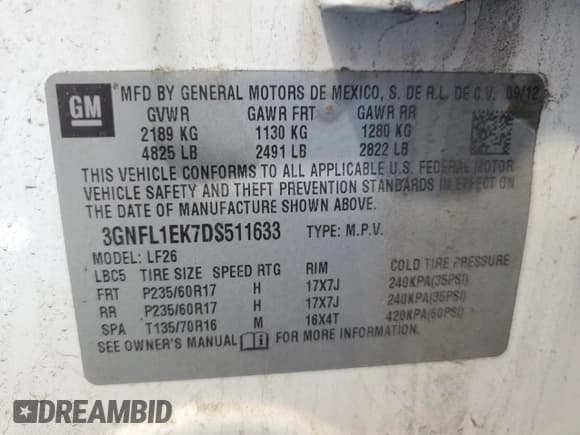 GM
*MFD BY GENERAL MOTORS DE MEXICO, S. DE R.L. DE C.V. 09/12
GVWR GAWR FRT GAWR RR
2189 KG 1130 KG 1280 KG
4825 LB 2491 LB 2822 LB
THIS VEHICLE CONFORMS TO ALL APPLICABLE U.S. FEDERAL MOTOR
VEHICLE SAFETY AND THEFT PREVENTION STANDARDS IN EFFECT ON
THE DATE OF MANUFACTURE SHOWN ABOVE.
3GNFL1EK7DS511633 TYPE: M.P.V.
MODEL: LF26
LBC5 TIRE SIZE SPEED RTG RIM COLD TIRE PRESSURE
FRT P235/60R17 H 17X7J 240KPA(35PSI)
RR P235/60R17 H 17X7J 240KPA(35PSI)
SPA T135/70R16 M 16X4T 420KPA(60PSI)
SEE OWNER'S MANUAL FOR MORE INFORMATION.
DREAMBID